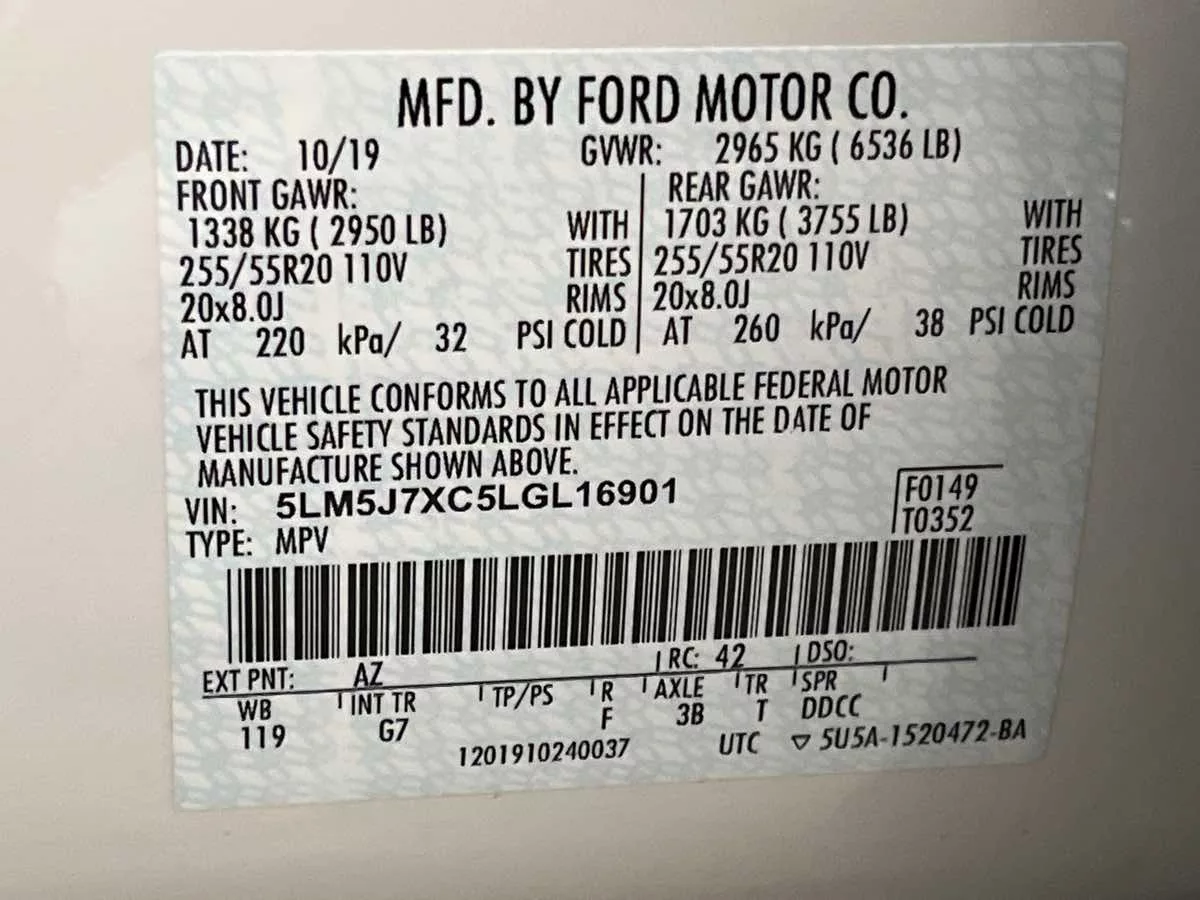 MFD. BY FORD MOTOR CO.
DATE: 10/19 GVWR: 2965 KG ( 6536 LB)
FRONT GAWR: REAR GAWR:
1338 KG ( 2950 LB) WITH 1703 KG ( 3755 LB) WITH
255/55R20 110V TIRES 255/55R20 110V TIRES
20x8.0J RIMS 20x8.0J RIMS
AT 220 kPa/ 32 PSI COLD AT 260 kPa/ 38 PSI COLD
THIS VEHICLE CONFORMS TO ALL APPLICABLE FEDERAL MOTOR
VEHICLE SAFETY STANDARDS IN EFFECT ON THE DATE OF
MANUFACTURE SHOWN ABOVE.
VIN: 5LM5J7XC5LGL16901 F0149
TYPE: MPV T0352
EXT PNT: AZ RC: 42 DSO:
WB INT TR TP/PS R AXLE TR SPR
119 G7 F 3B T DDCC
1201910240037 UTC ▽ 5U5A-1520472-BA